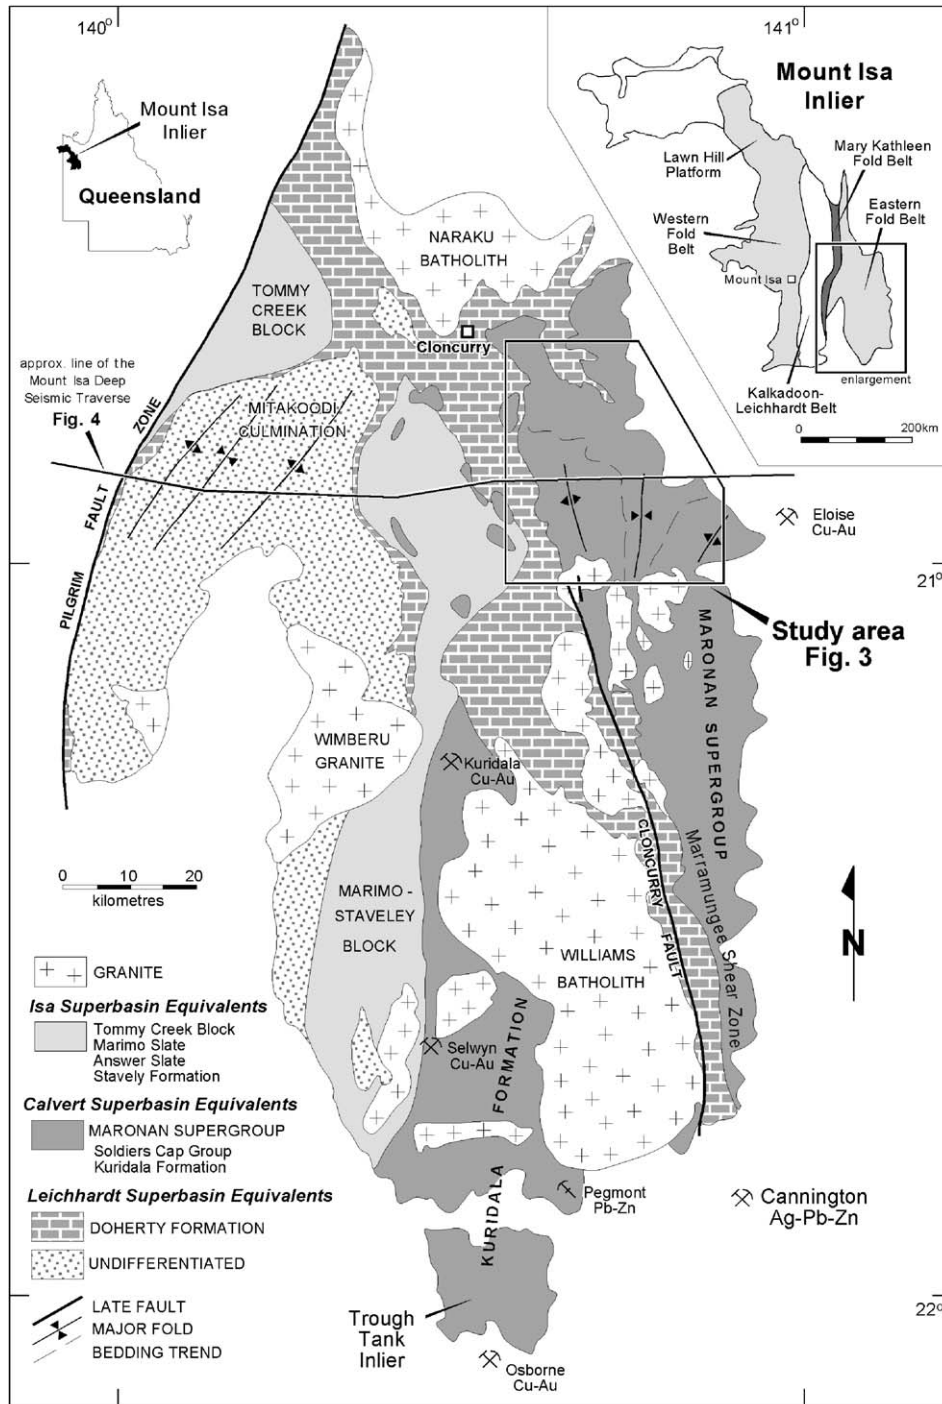 140°
141°
Mount Isa
Inlier
Queensland
Mount Isa
Inlier
Lawn Hill
Platform
Mary Kathleen
Fold Belt
Western
Fold
Belt
Eastern
Fold Belt
Mount Isa
enlargement
Kalkadoon-
Leichhardt Belt
0 200km
NARAKU
BATHOLITH
TOMMY
CREEK
BLOCK
Cloncurry
approx. line of the
Mount Isa Deep
Seismic Traverse
Fig. 4
MITAKOODI
CULMINATION
PILGRIM FAULT ZONE
Eloise
Cu-Au
21°
Study area
Fig. 3
MARONAN SUPERGROUP
WIMBERU
GRANITE
Kuridala
Cu-Au
CLONCURRY FAULT
Marramungee Shear Zone
0 10 20
kilometres
MARIMO -
STAVELEY
BLOCK
N
WILLIAMS
BATHOLITH
Selwyn
Cu-Au
KURIDALA FORMATION
Pegmont
Pb-Zn
Cannington
Ag-Pb-Zn
Trough
Tank
Inlier
Osborne
Cu-Au
22°
GRANITE
Isa Superbasin Equivalents
Tommy Creek Block
Marimo Slate
Answer Slate
Stavely Formation
Calvert Superbasin Equivalents
MARONAN SUPERGROUP
Soldiers Cap Group
Kuridala Formation
Leichhardt Superbasin Equivalents
DOHERTY FORMATION
UNDIFFERENTIATED
LATE FAULT
MAJOR FOLD
BEDDING TREND